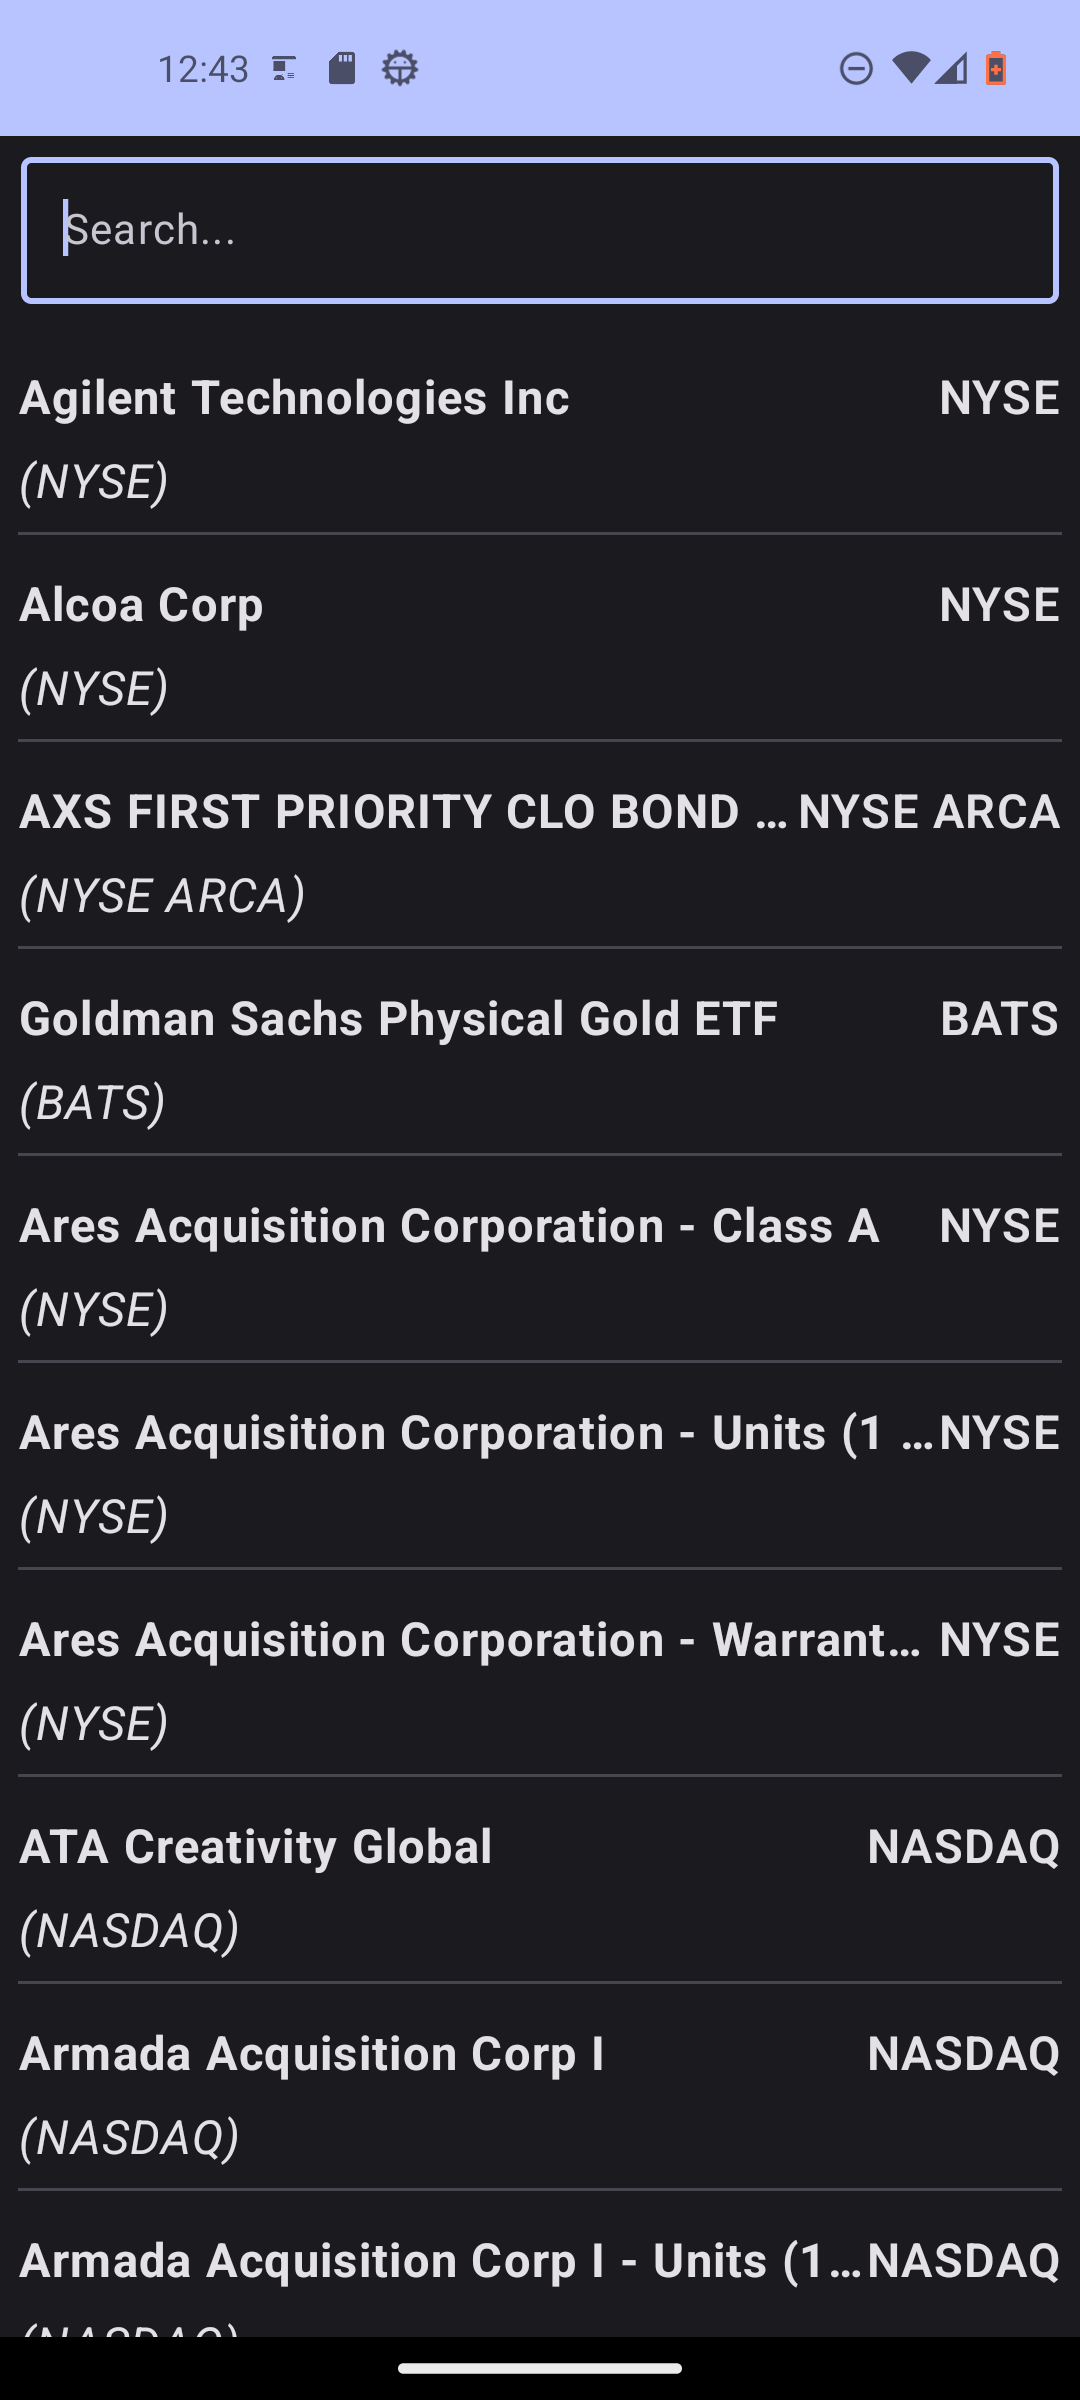 12:43
Search...
Agilent Technologies Inc NYSE
(NYSE)
Alcoa Corp NYSE
(NYSE)
AXS FIRST PRIORITY CLO BOND ... NYSE ARCA
(NYSE ARCA)
Goldman Sachs Physical Gold ETF BATS
(BATS)
Ares Acquisition Corporation - Class A NYSE
(NYSE)
Ares Acquisition Corporation - Units (1 ... NYSE
(NYSE)
Ares Acquisition Corporation - Warrant... NYSE
(NYSE)
ATA Creativity Global NASDAQ
(NASDAQ)
Armada Acquisition Corp I NASDAQ
(NASDAQ)
Armada Acquisition Corp I - Units (1... NASDAQ
(NASDAQ)